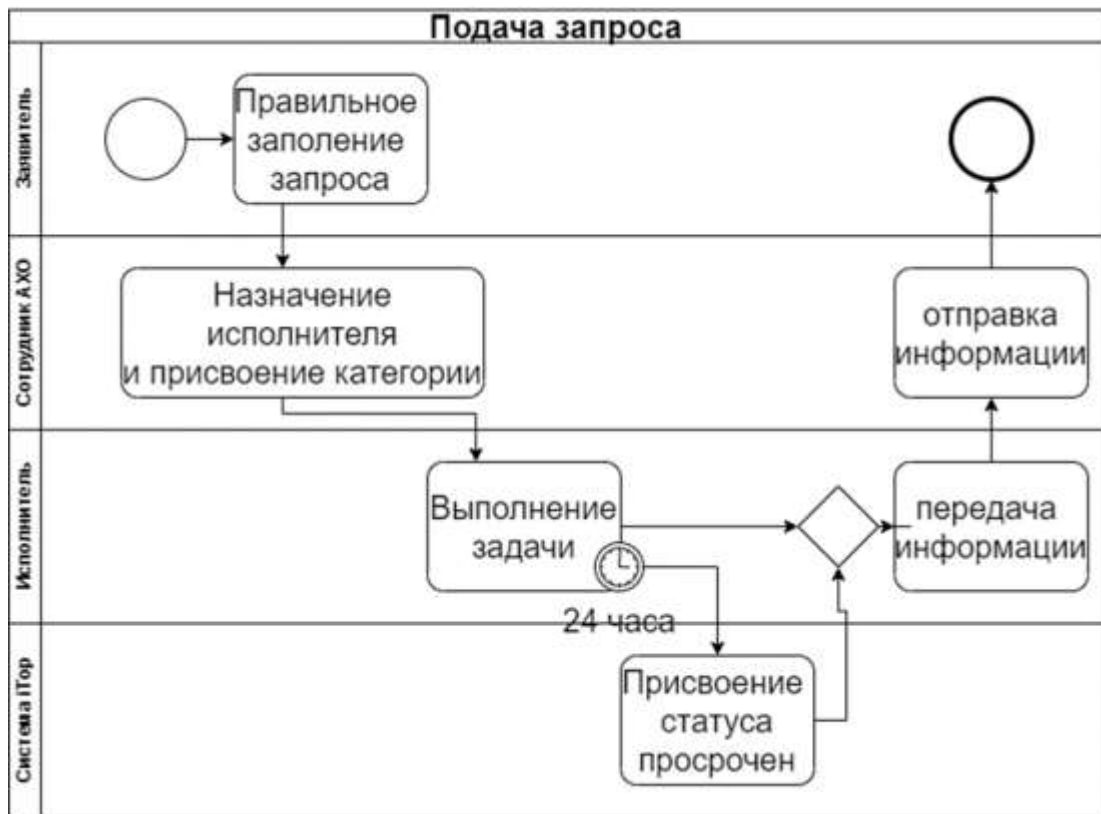 Подача запроса
Заявитель
Правильное
заполение
запроса
Сотрудник АХО
Назначение
исполнителя
и присвоение категории
отправка
информации
Исполнитель
Выполнение
задачи
24 часа
передача
информации
Система iTop
Присвоение
статуса
просрочен